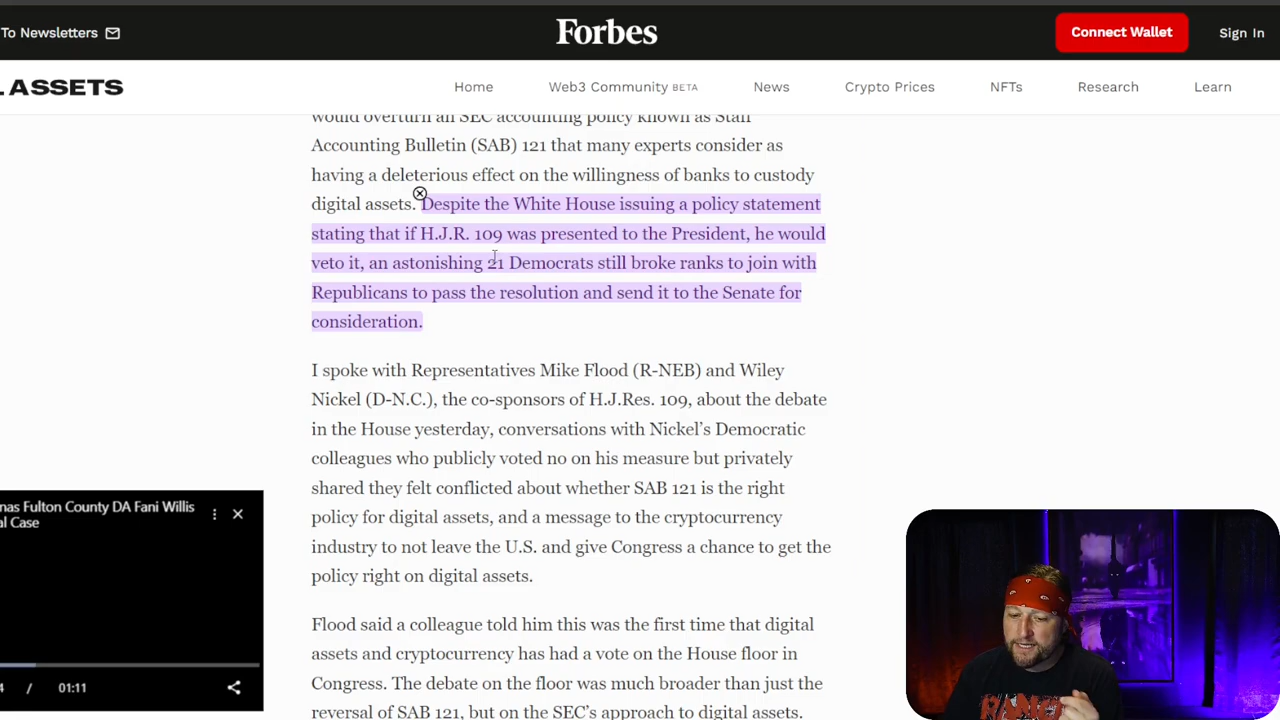 To Newsletters
Forbes
Connect Wallet
Sign In
ASSETS
Home
Web3 Community BETA
News
Crypto Prices
NFTs
Research
Learn
would overturn an SEC accounting policy known as Staff
Accounting Bulletin (SAB) 121 that many experts consider as
having a deleterious effect on the willingness of banks to custody
digital assets. Despite the White House issuing a policy statement
stating that if H.J.R. 109 was presented to the President, he would
veto it, an astonishing 21 Democrats still broke ranks to join with
Republicans to pass the resolution and send it to the Senate for
consideration.
I spoke with Representatives Mike Flood (R-NEB) and Wiley
Nickel (D-N.C.), the co-sponsors of H.J.Res. 109, about the debate
in the House yesterday, conversations with Nickel’s Democratic
colleagues who publicly voted no on his measure but privately
shared they felt conflicted about whether SAB 121 is the right
policy for digital assets, and a message to the cryptocurrency
industry to not leave the U.S. and give Congress a chance to get the
policy right on digital assets.
Flood said a colleague told him this was the first time that digital
assets and cryptocurrency has had a vote on the House floor in
Congress. The debate on the floor was much broader than just the
reversal of SAB 121, but on the SEC’s approach to digital assets.
Fulton County DA Fani Willis
Case
/ 01:11